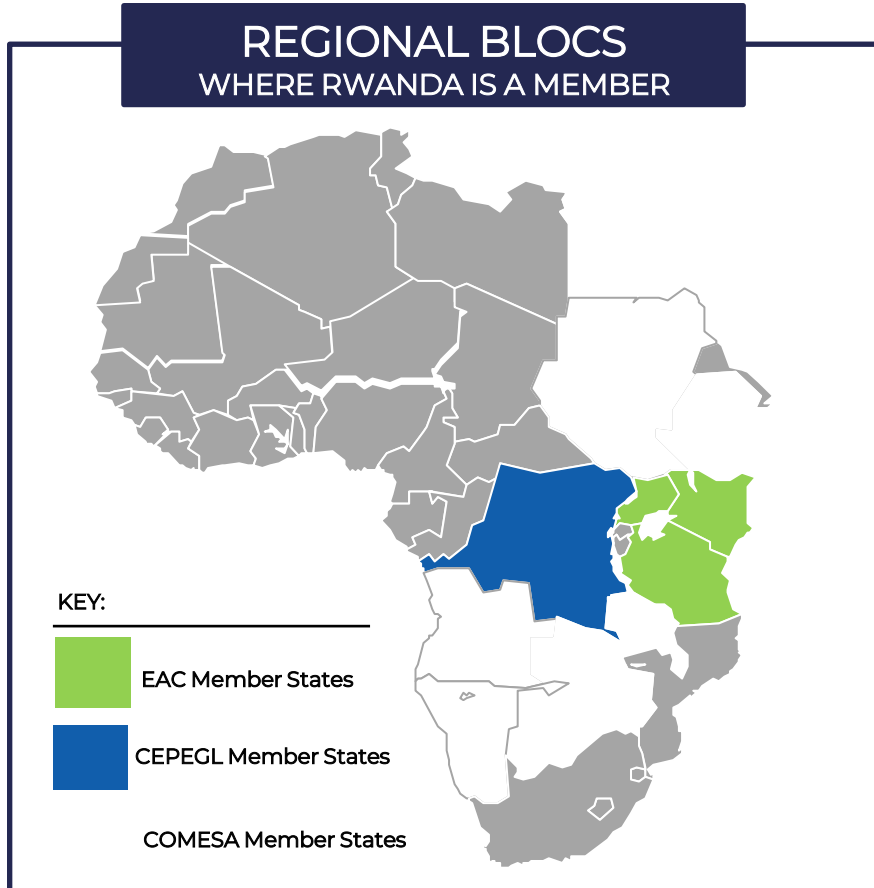 REGIONAL BLOCS
WHERE RWANDA IS A MEMBER
KEY:
EAC Member States
CEPEGL Member States
COMESA Member States